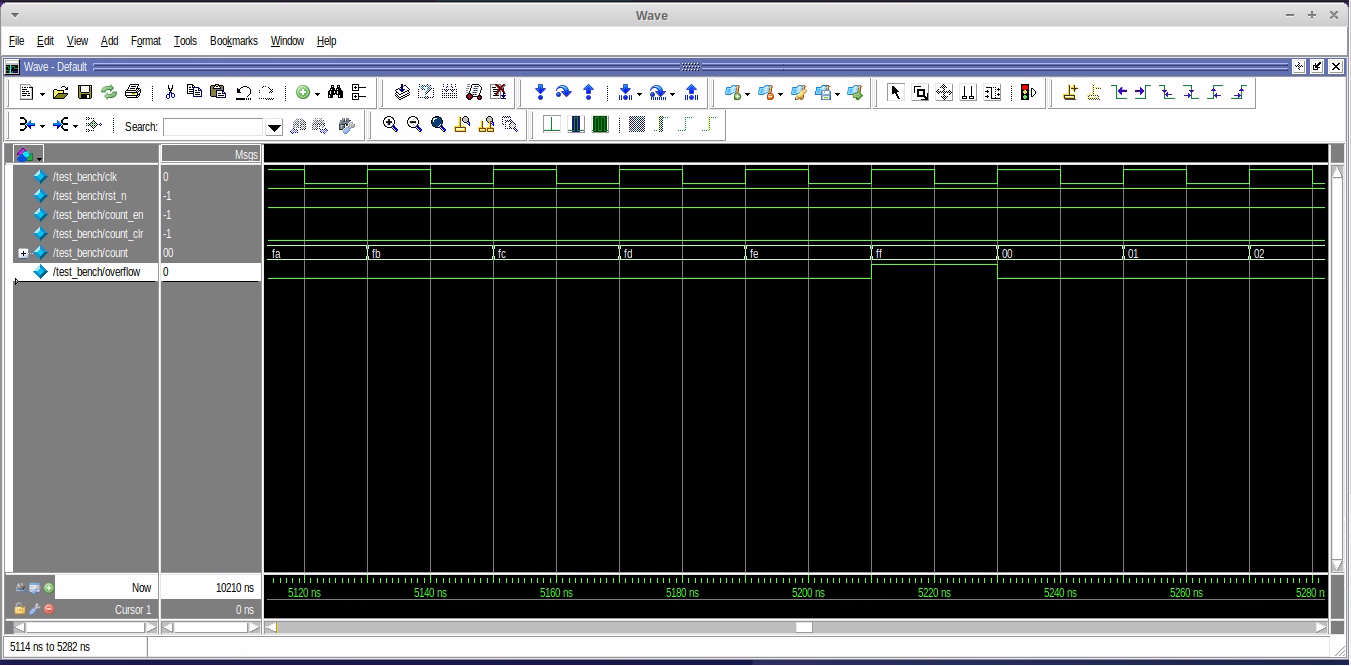 Wave
File Edit View Add Format Tools Bookmarks Window Help
Wave - Default
Search:
Msgs
/test_bench/clk 0
/test_bench/rst_n -1
/test_bench/count_en -1
/test_bench/count_clr -1
/test_bench/count 00 fa fb fc fd fe ff 00 01 02
/test_bench/overflow 0
Now 10210 ns 5120 ns 5140 ns 5160 ns 5180 ns 5200 ns 5220 ns 5240 ns 5260 ns 5280 n
Cursor 1 0 ns
5114 ns to 5282 ns